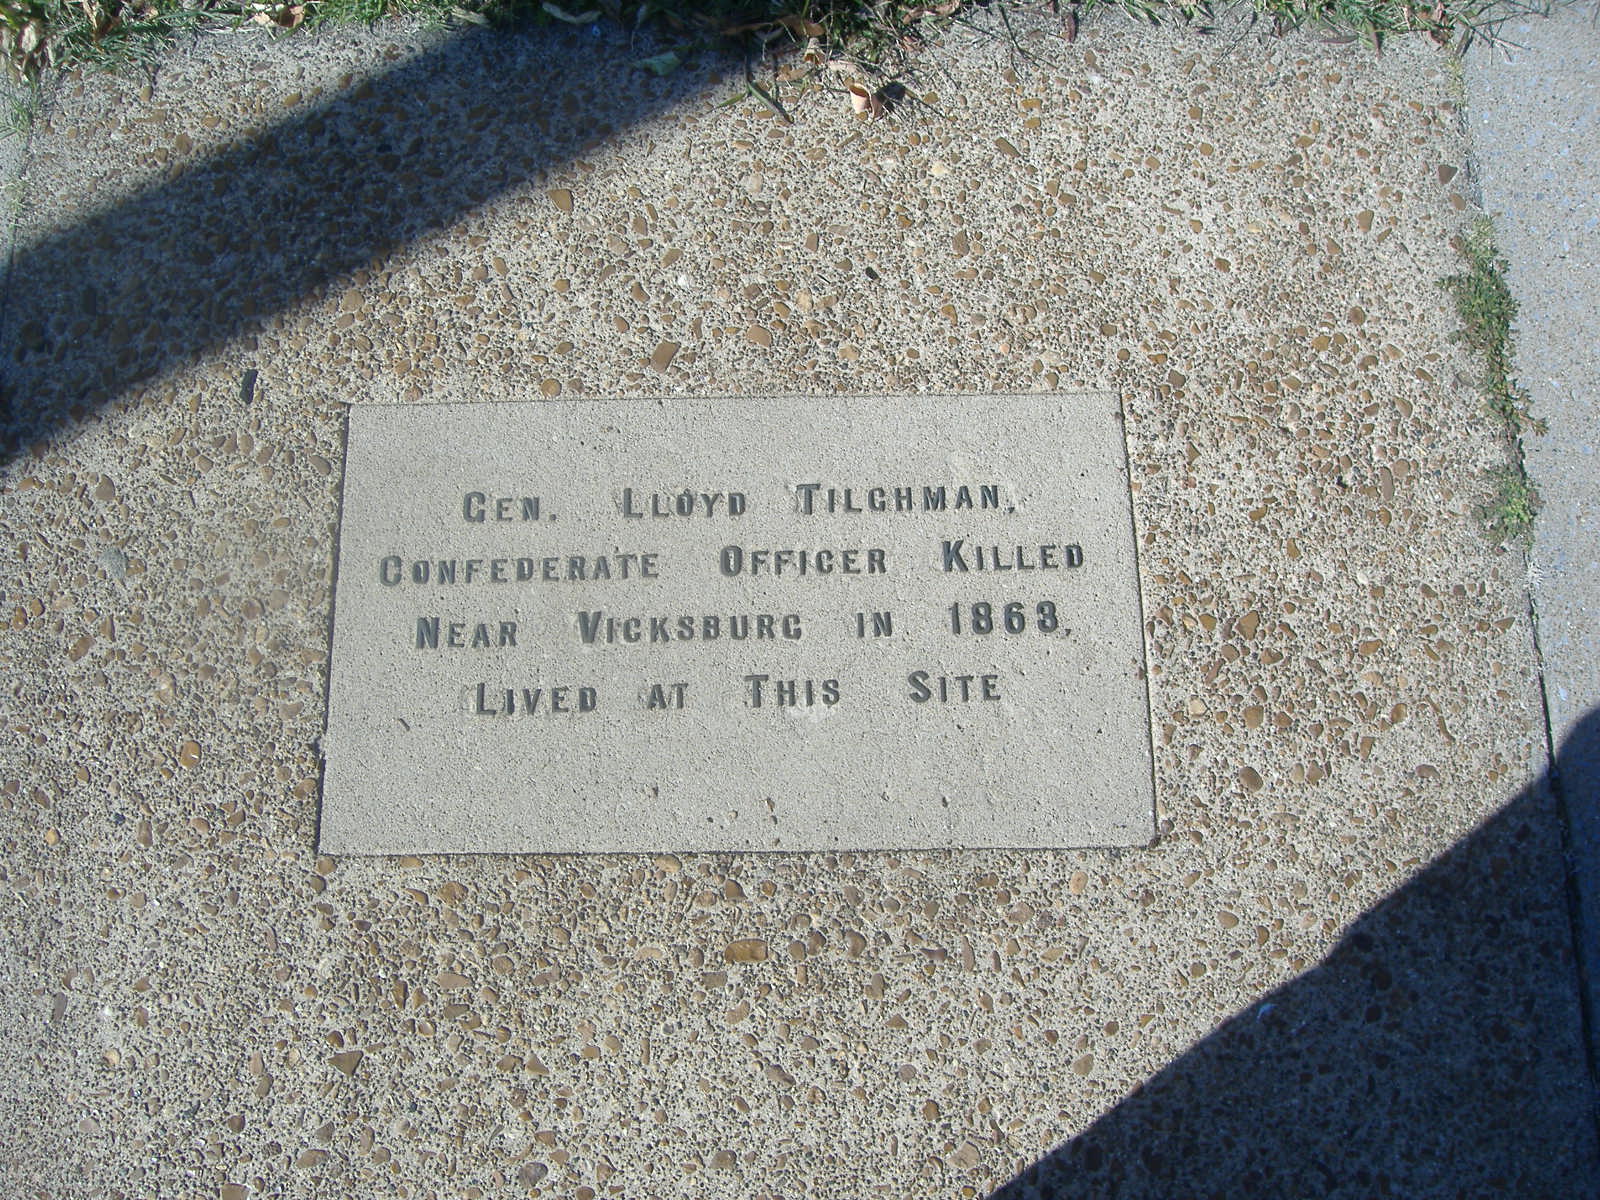 Gen. Lloyd Tilghman,
Confederate Officer Killed
Near Vicksburg in 1863,
Lived at This Site